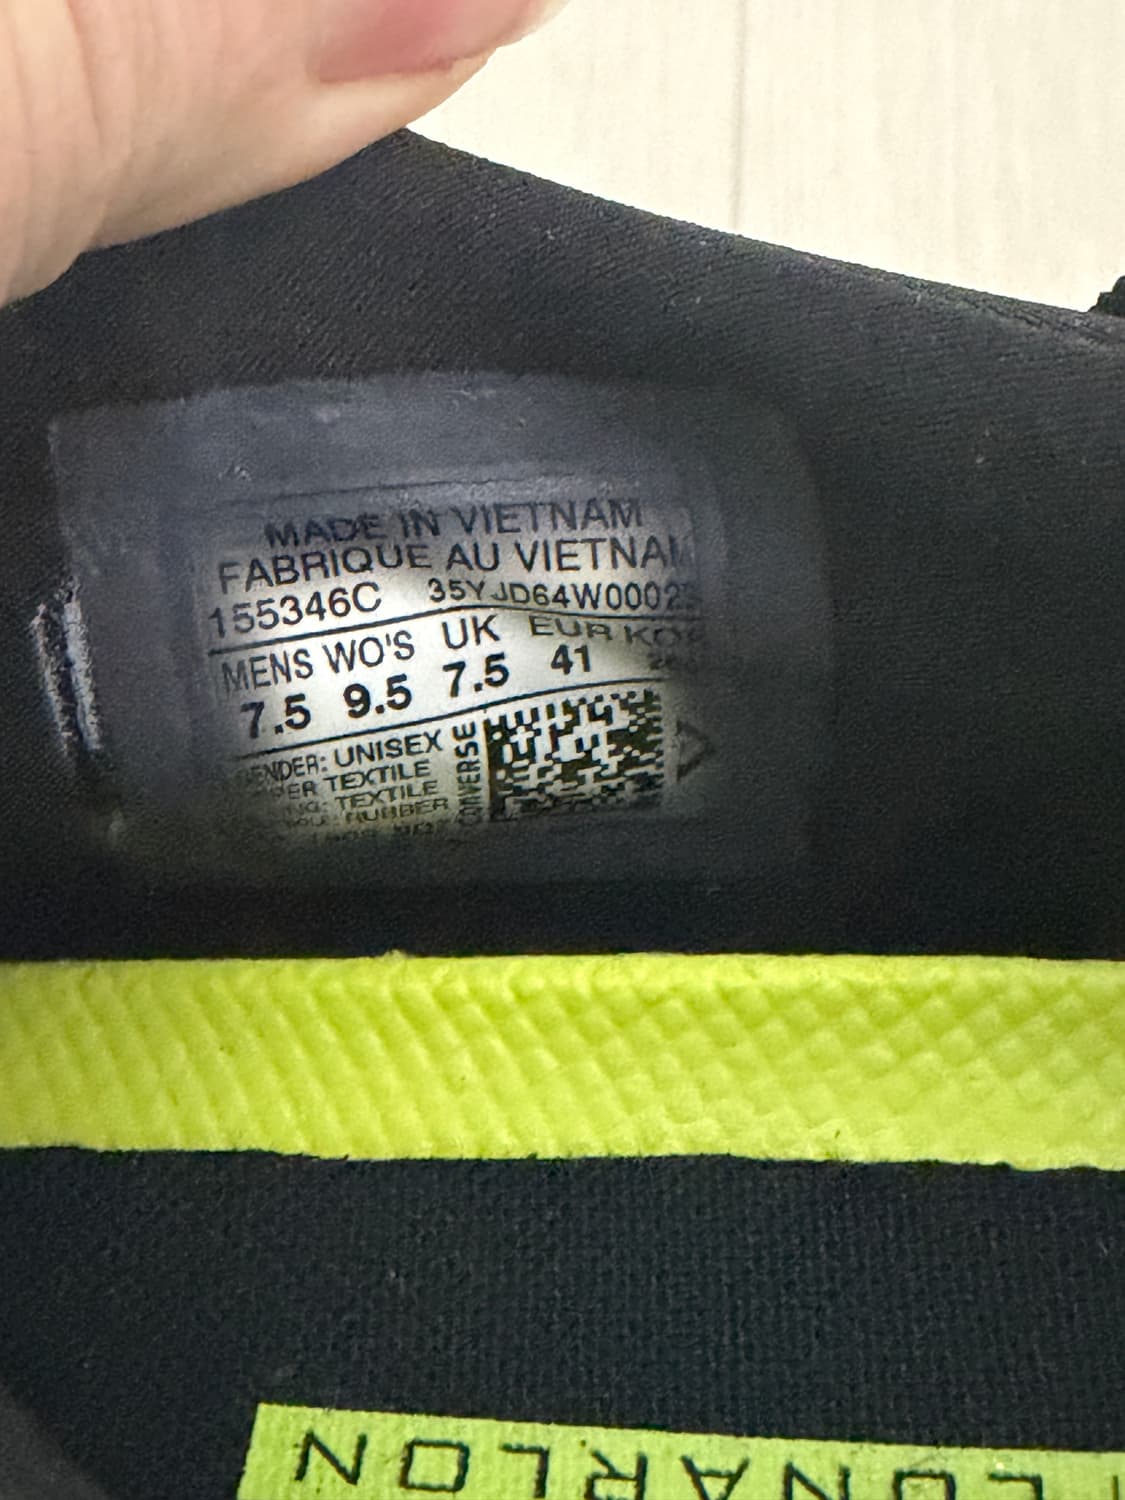 MADE IN VIETNAM
FABRIQUE AU VIETNAM
155346C 35YJD64W0002
MENS WO'S UK EUR
7.5 9.5 7.5 41
GENDER: UNISEX
TEXTILE
TEXTILE
RUBBER
CONVERSE
LUNARLON